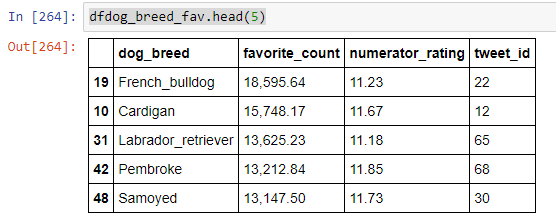 In [264]: dfdog_breed_fav.head(5)
Out[264]:
dog_breed favorite_count numerator_rating tweet_id
19 French_bulldog 18,595.64 11.23 22
10 Cardigan 15,748.17 11.67 12
31 Labrador_retriever 13,625.23 11.18 65
42 Pembroke 13,212.84 11.85 68
48 Samoyed 13,147.50 11.73 30